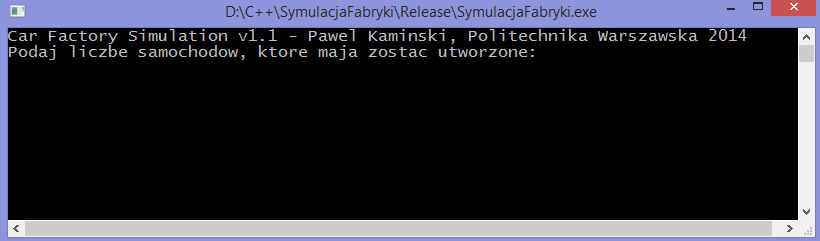 D:\C++\SymulacjaFabryki\Release\SymulacjaFabryki.exe
Car Factory Simulation v1.1 - Pawel Kaminski, Politechnika Warszawska 2014
Podaj liczbe samochodow, ktore maja zostac utworzone: